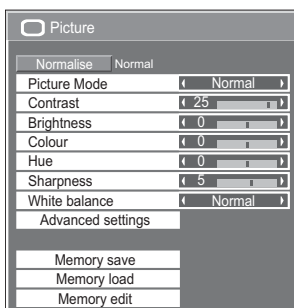 Picture
Normalise Normal
Picture Mode Normal
Contrast 25
Brightness 0
Colour 0
Hue 0
Sharpness 5
White balance Normal
Advanced settings
Memory save
Memory load
Memory edit